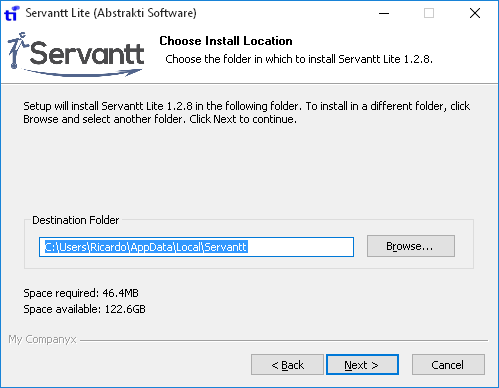 Servantt Lite (Abstrakti Software)
Servantt
Choose Install Location
Choose the folder in which to install Servantt Lite 1.2.8.
Setup will install Servantt Lite 1.2.8 in the following folder. To install in a different folder, click
Browse and select another folder. Click Next to continue.
Destination Folder
C:\Users\Ricardo\AppData\Local\Servantt
Browse...
Space required: 46.4MB
Space available: 122.6GB
My Companyx
< Back
Next >
Cancel